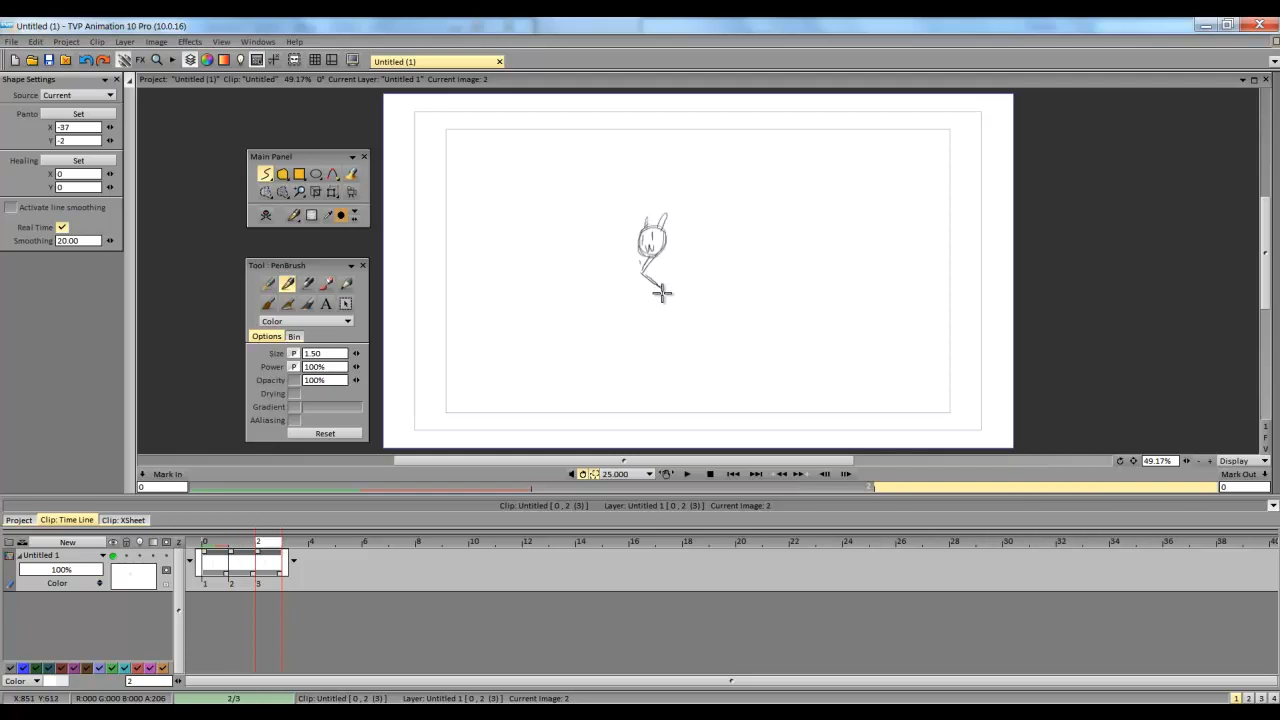 Untitled (1) - TVP Animation 10 Pro (10.0.16)
File Edit Project Clip Layer Image Effects View Windows Help
FX
Untitled (1)
Shape Settings
Project: "Untitled (1)" Clip: "Untitled" 49.17% 0° Current Layer: "Untitled 1" Current Image: 2
Source Current
Panto Set
X -37
Y -2
Healing Set
X 0
Y 0
Activate line smoothing
Real Time
Smoothing 20.00
Main Panel
Tool : PenBrush
A
Color
Options Bin
Size P 1.50
Power P 100%
Opacity 100%
Drying
Gradient
AAliasing
Reset
1
F
V
49.17% - + Display
Mark In
25.000
Mark Out
0
2
0
Clip: Untitled [ 0 , 2 (3) ] Layer: Untitled 1 [ 0 , 2 (3) ] Current Image: 2
Project Clip: Time Line Clip: XSheet
New
Z
0 2 4 6 8 10 12 14 16 18 20 22 24 26 28 30 32 34 36 38 40
Untitled 1
100%
Color
1 2 3
Color
2
X:851 Y:612 R:000 G:000 B:000 A:206 2/3 Clip: Untitled [ 0 , 2 (3) ] Layer: Untitled 1 [ 0 , 2 (3) ] Current Image: 2
1 2 3 4